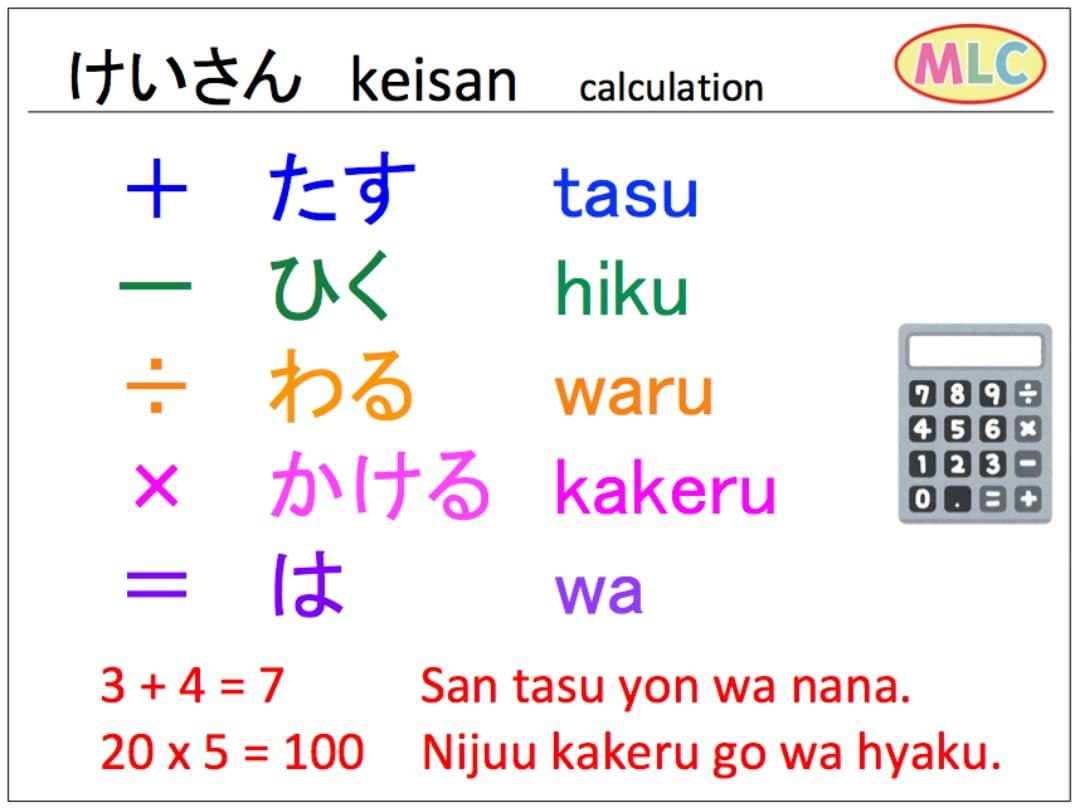 けいさん keisan calculation MLC
+ たす tasu
− ひく hiku
÷ わる waru
× かける kakeru
= は wa
7 8 9 ÷
4 5 6 ×
1 2 3 −
0 . = +
3 + 4 = 7 San tasu yon wa nana.
20 x 5 = 100 Nijuu kakeru go wa hyaku.